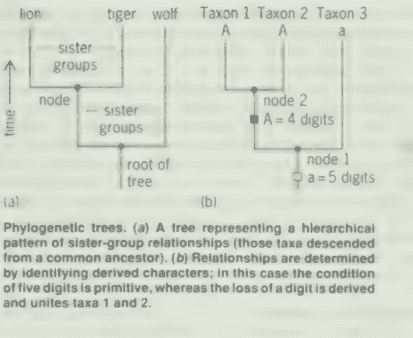 lion tiger wolf Taxon 1 Taxon 2 Taxon 3
A A a
sister
groups
node
sister
groups
node 2
A = 4 digits
time
root of
tree
node 1
a = 5 digits
(a) (b)
Phylogenetic trees. (a) A tree representing a hierarchical
pattern of sister-group relationships (those taxa descended
from a common ancestor). (b) Relationships are determined
by identifying derived characters; in this case the condition
of five digits is primitive, whereas the loss of a digit is derived
and unites taxa 1 and 2.